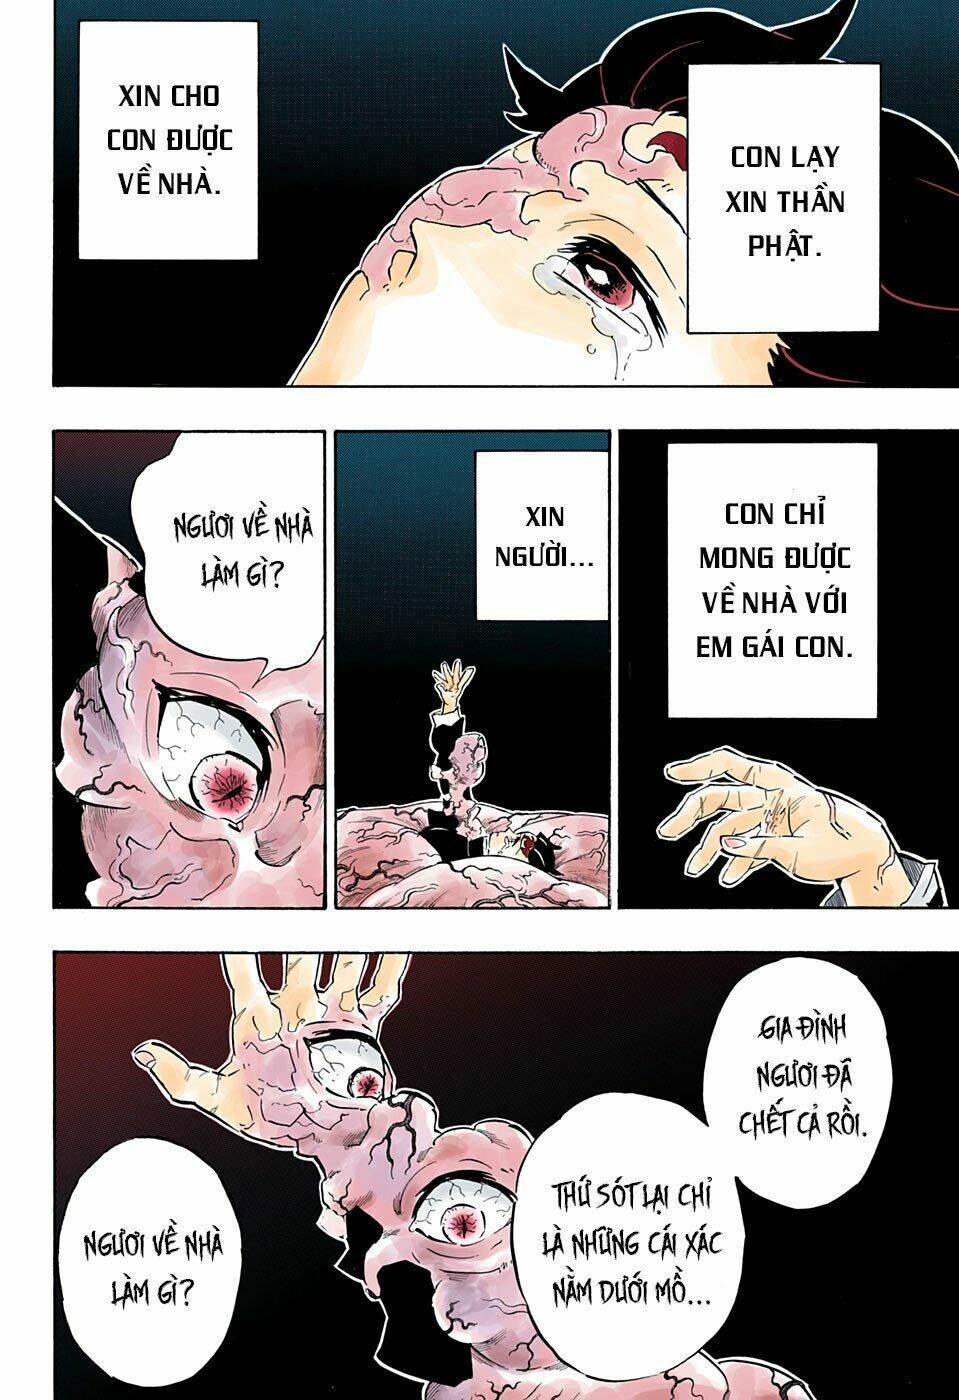 CON LẠY
XIN THẦN
PHẬT.
XIN CHO
CON ĐƯỢC
VỀ NHÀ.
CON CHỈ
MONG ĐƯỢC
VỀ NHÀ VỚI
EM GÁI CON.
XIN
NGƯỜI...
NGƯƠI VỀ NHÀ
LÀM GÌ?
GIA ĐÌNH
NGƯƠI ĐÃ
CHẾT CẢ RỒI.
THỨ SÓT LẠI CHỈ
LÀ NHỮNG CÁI XÁC
NẰM DƯỚI MỒ...
NGƯƠI VỀ NHÀ
LÀM GÌ?